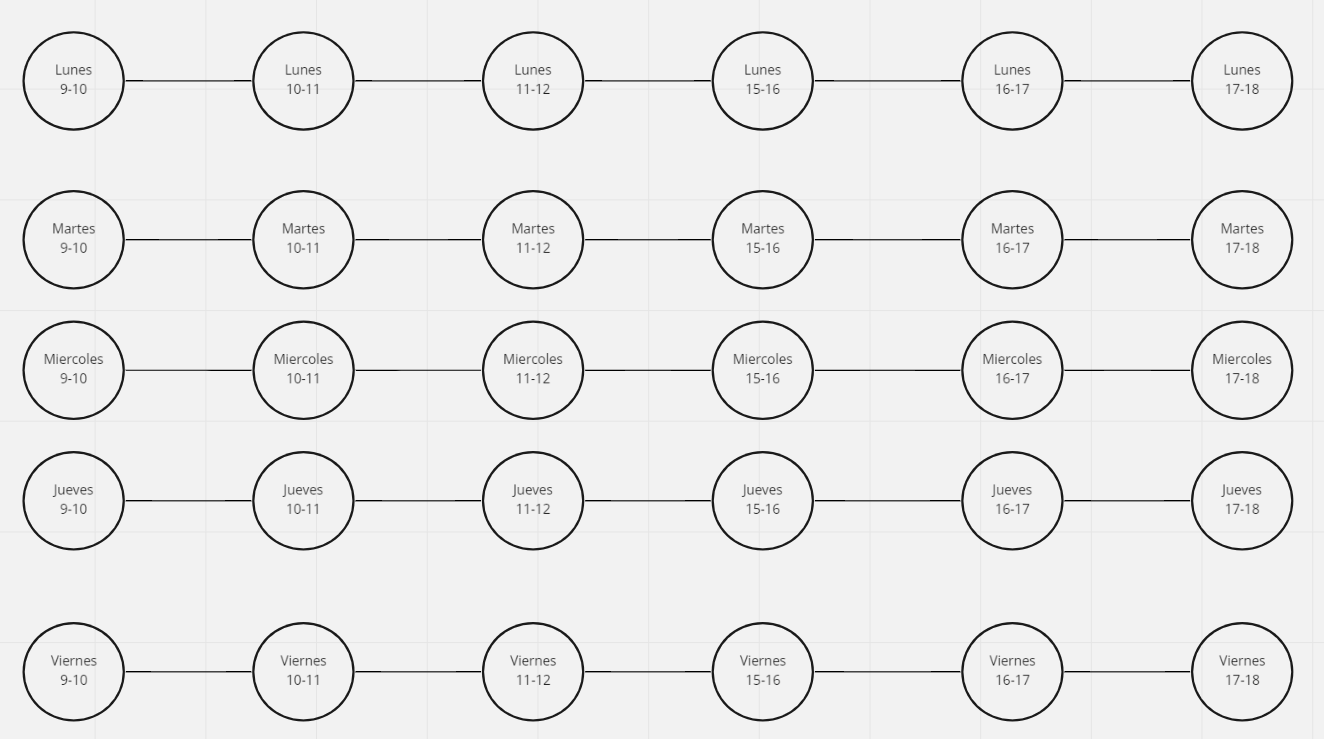 Lunes
9-10
Lunes
10-11
Lunes
11-12
Lunes
15-16
Lunes
16-17
Lunes
17-18
Martes
9-10
Martes
10-11
Martes
11-12
Martes
15-16
Martes
16-17
Martes
17-18
Miercoles
9-10
Miercoles
10-11
Miercoles
11-12
Miercoles
15-16
Miercoles
16-17
Miercoles
17-18
Jueves
9-10
Jueves
10-11
Jueves
11-12
Jueves
15-16
Jueves
16-17
Jueves
17-18
Viernes
9-10
Viernes
10-11
Viernes
11-12
Viernes
15-16
Viernes
16-17
Viernes
17-18